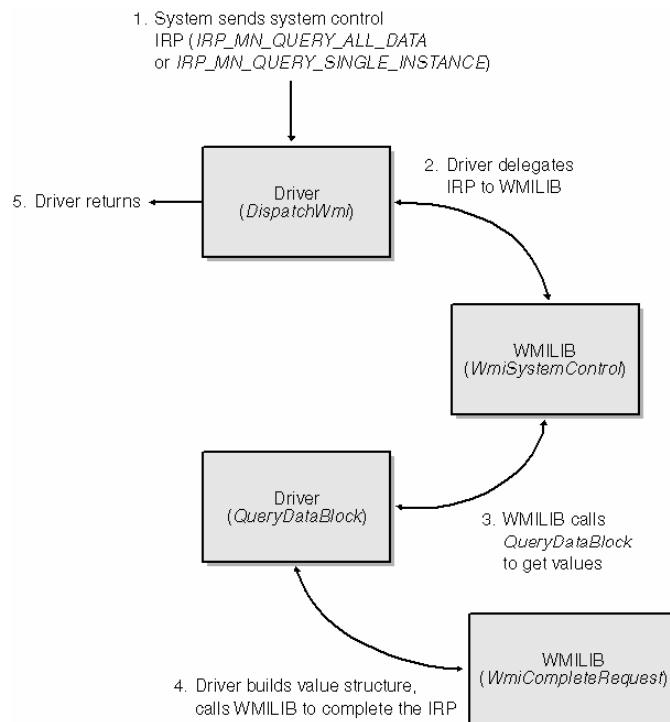 1. System sends system control
IRP (IRP_MN_QUERY_ALL_DATA
or IRP_MN_QUERY_SINGLE_INSTANCE)
Driver
(DispatchWmi)
2. Driver delegates
IRP to WMILIB
5. Driver returns
WMILIB
(WmiSystemControl)
Driver
(QueryDataBlock)
3. WMILIB calls
QueryDataBlock
to get values
WMILIB
(WmiCompleteRequest)
4. Driver builds value structure,
calls WMILIB to complete the IRP